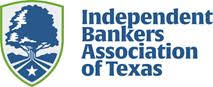 Independent
Bankers
Association
of Texas